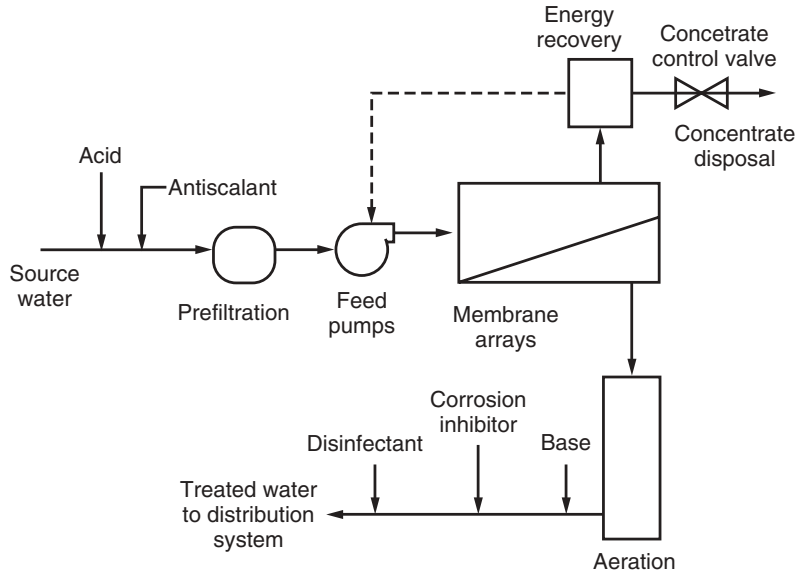 Energy
recovery
Concetrate
control valve
Concentrate
disposal
Acid
Antiscalant
Source
water
Prefiltration
Feed
pumps
Membrane
arrays
Corrosion
inhibitor
Disinfectant
Base
Treated water
to distribution
system
Aeration